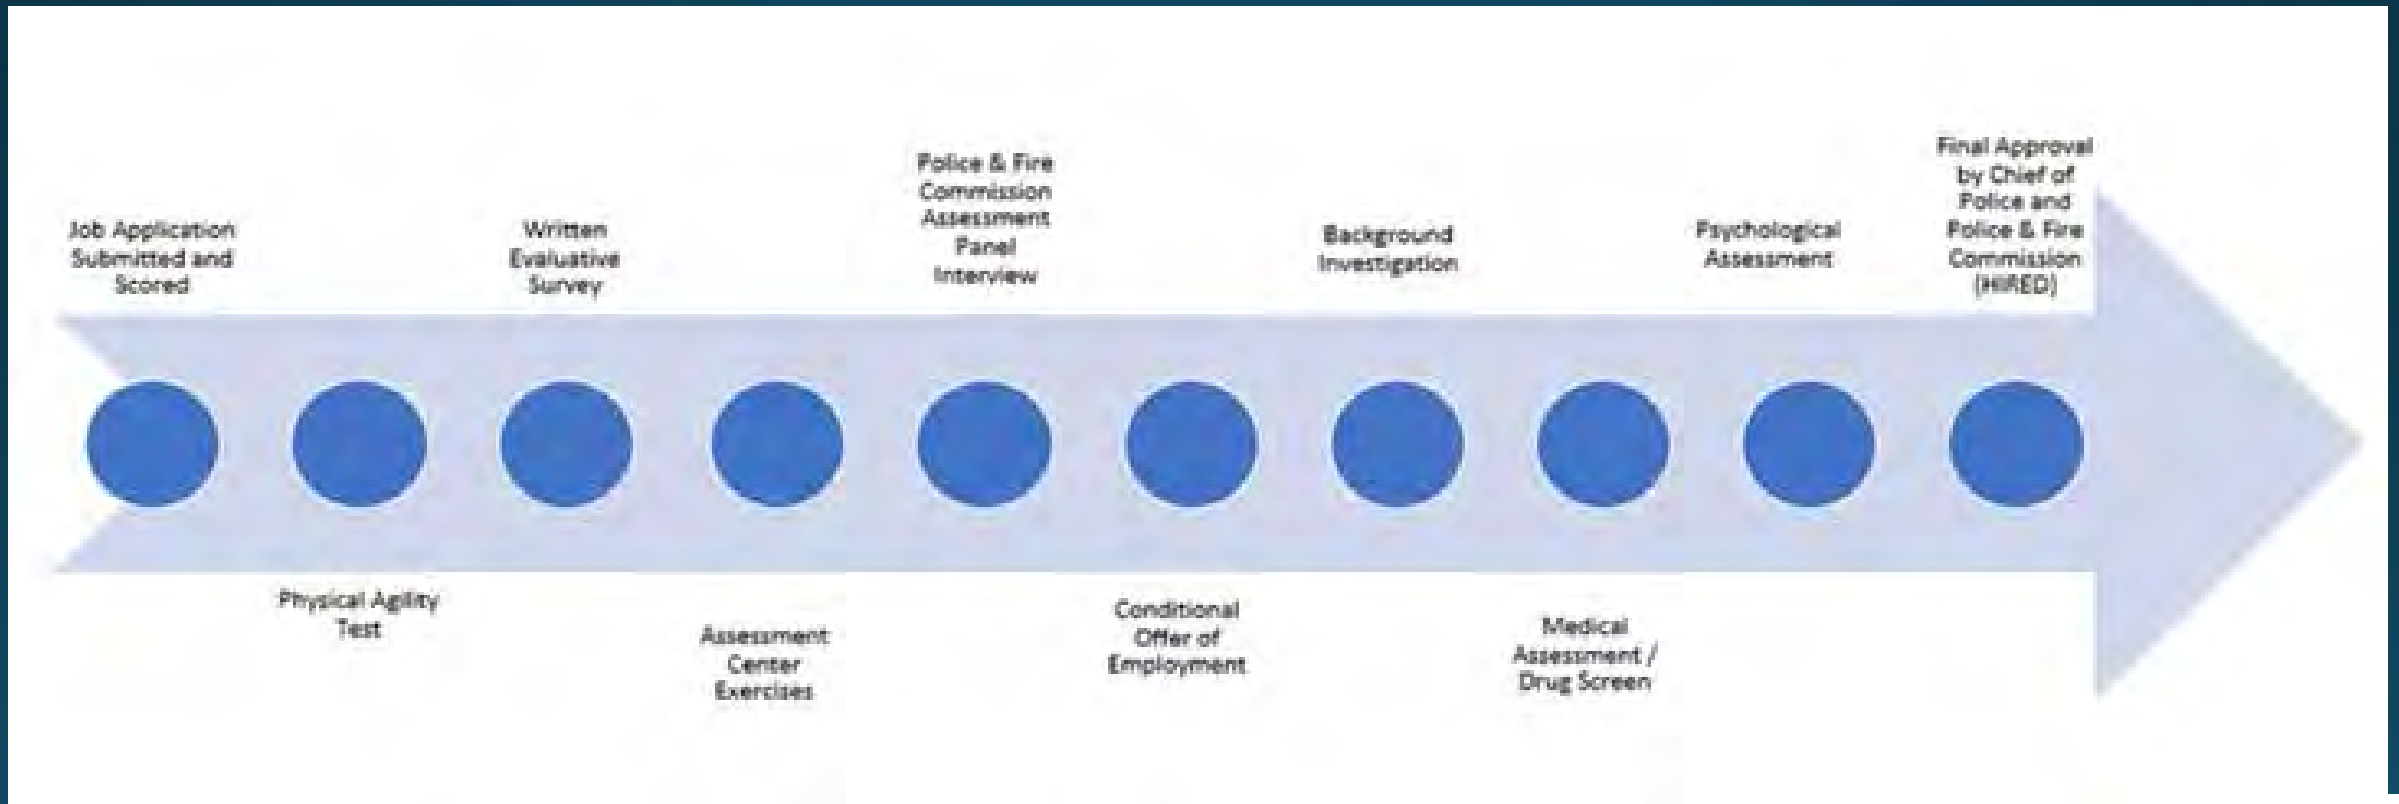 Job Application
Submitted and
Scored
Physical Agility
Test
Written
Evaluative
Survey
Assessment
Center
Exercises
Police & Fire
Commission
Assessment
Panel
Interview
Conditional
Offer of
Employment
Background
Investigation
Medical
Assessment /
Drug Screen
Psychological
Assessment
Final Approval
by Chief of
Police and
Police & Fire
Commission
(HIRED)